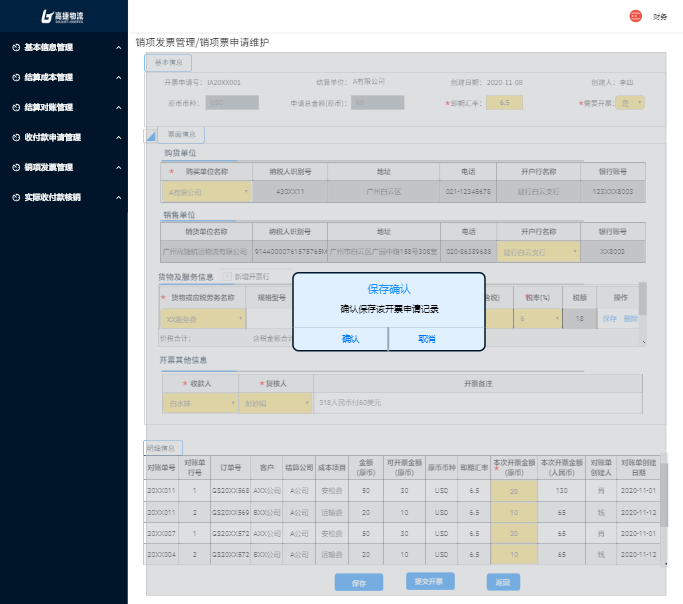 高捷物流
财务
基本信息管理
结算成本管理
结算对账管理
收付款申请管理
销项发票管理
实际收付款核销
销项发票管理/销项票申请维护
基本信息
开票申请号： IA20XX001 结算单位： A有限公司 创建日期： 2020-11-08 创建人： 李四
原币币种： USD 申请总金额(原币)： *即期汇率： 6.5 *需要开票： 是
票面信息
购货单位
* 购买单位名称 纳税人识别号 地址 电话 开户行名称 银行账号
A有限公司 430XX11 广州白云区 021-12345678 建行白云支行 123XXX8003
销售单位
销货单位名称 纳税人识别号 地址 电话 开户行名称 银行账号
广州高捷航运物流有限公司 91440000761575765M 广州市白云区广园中路158号308室 020-86389688 建行白云支行 XX8003
货物及服务信息 + 新增开票行
* 货物或应税劳务名称 规格型号 含税) *税率(%) 税额 操作
XX服务费 6 18 保存 删除
价税合计： 含税金额合计
保存确认
确认保存该开票申请记录
确认 取消
开票其他信息
* 收款人 * 复核人 开票备注
318人民币付60美元
明细信息
对账单号 对账单行号 订单号 客户 结算公司 成本项目 金额(原币) 可开票金额(原币) 原币币种 即期汇率 *本次开票金额(原币) 本次开票金额(人民币) 对账单创建人 对账单创建日期
20XX011 1 GS20XX568 AXX公司 A公司 安检费 50 30 USD 6.5 20 130 肖 2020-11-01
20XX011 2 GS20XX569 BXX公司 A公司 运输费 20 10 USD 6.5 10 65 钱 2020-11-12
20XX007 1 GS20XX572 AXX公司 A公司 安检费 50 30 USD 6.5 20 65 肖 2020-11-01
20XX004 2 GS20XX572 BXX公司 A公司 运输费 20 10 USD 6.5 10 65 钱 2020-11-12
保存 提交开票 返回